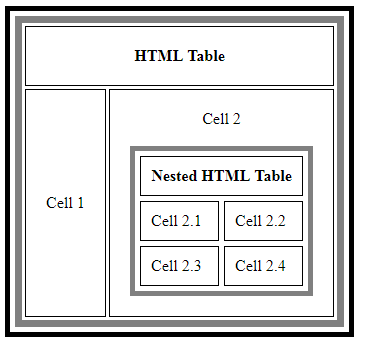 HTML Table
Cell 1
Cell 2
Nested HTML Table
Cell 2.1 Cell 2.2
Cell 2.3 Cell 2.4